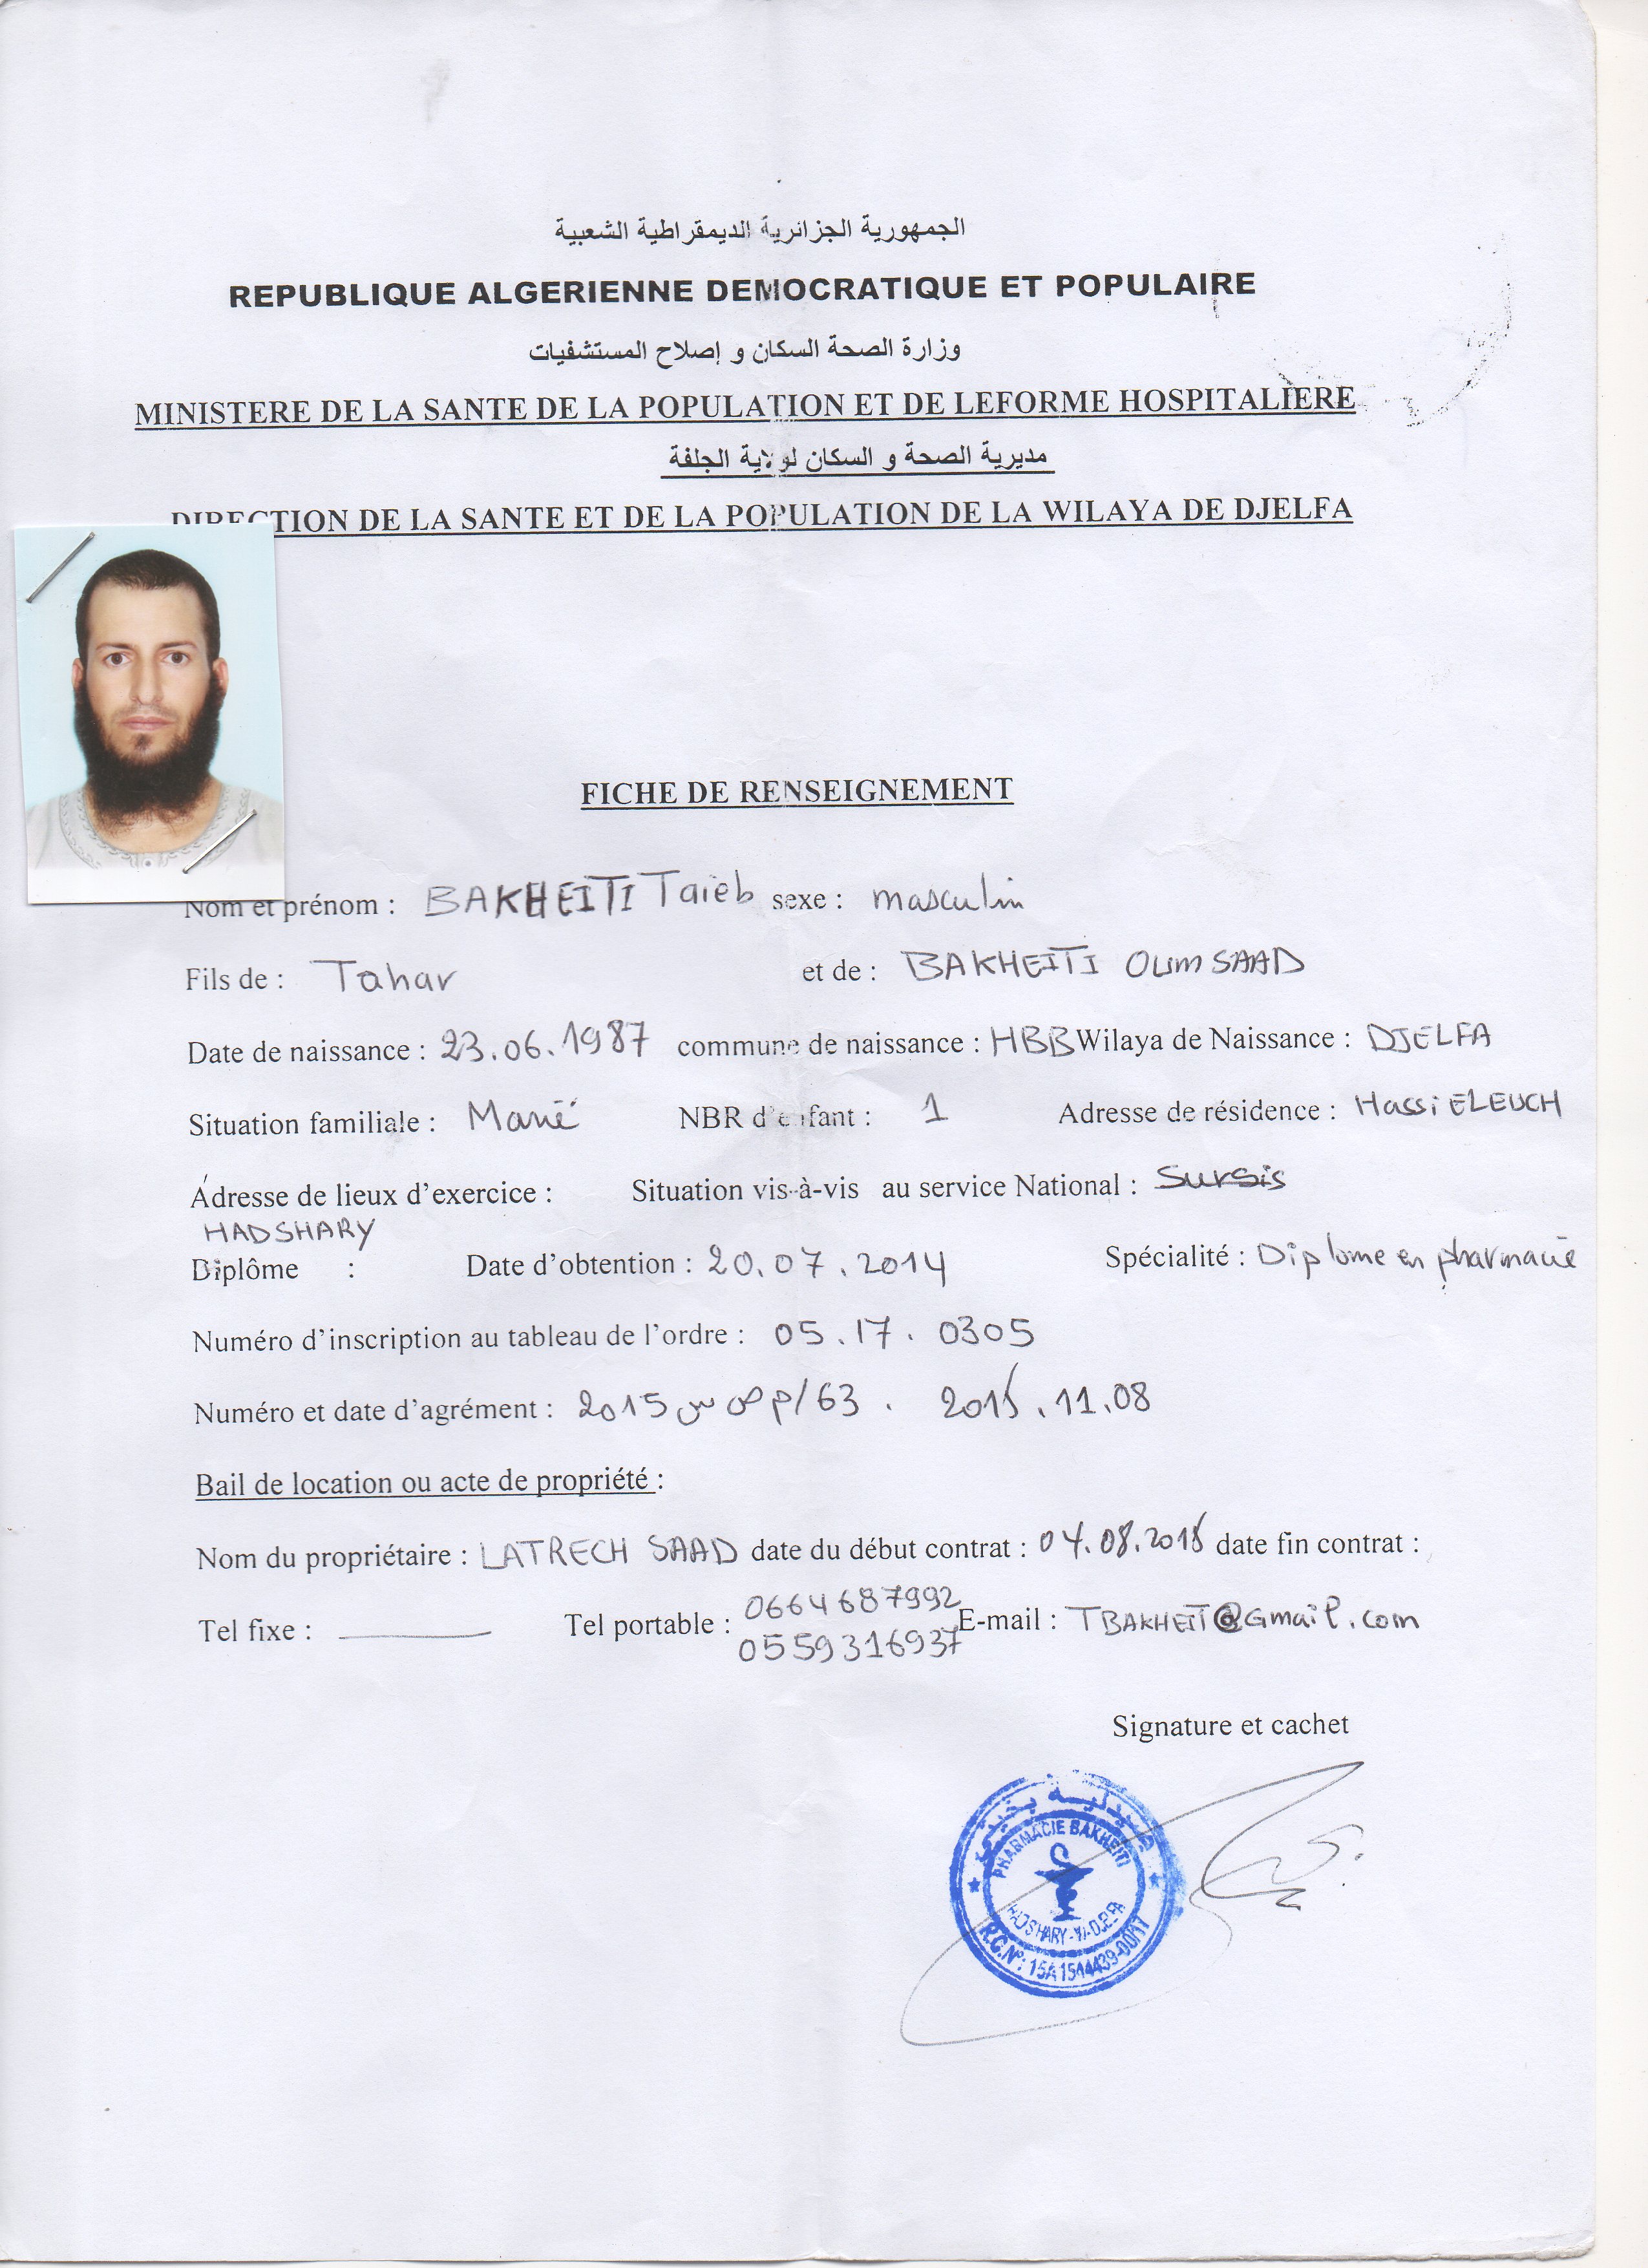 الجمهورية الجزائرية الديمقراطية الشعبية
REPUBLIQUE ALGERIENNE DEMOCRATIQUE ET POPULAIRE
وزارة الصحة السكان و إصلاح المستشفيات
MINISTERE DE LA SANTE DE LA POPULATION ET DE LEFORME HOSPITALIERE
مديرية الصحة و السكان لولاية الجلفة
DIRECTION DE LA SANTE ET DE LA POPULATION DE LA WILAYA DE DJELFA
FICHE DE RENSEIGNEMENT
Nom et prénom : BAKHEITI Taieb sexe : masculin
Fils de : Tahar et de : BAKHEITI OUMSAAD
Date de naissance : 23.06.1987 commune de naissance : HBB Wilaya de Naissance : DJELFA
Situation familiale : Marié NBR d'enfant : 1 Adresse de résidence : Hassi ELEUCH
Adresse de lieux d'exercice : Situation vis-à-vis au service National : Sursis
HADSHARY
Diplôme : Date d'obtention : 20.07.2014 Spécialité : Diplome en pharmacie
Numéro d'inscription au tableau de l'ordre : 05.17.0305
Numéro et date d'agrément : 63/م ص س 2015 . 2015.11.08
Bail de location ou acte de propriété :
Nom du propriétaire : LATRECH SAAD date du début contrat : 04.08.2015 date fin contrat :
0664687992
Tel fixe : Tel portable : E-mail : TBAKHEIT@Gmail.com
0559316937
Signature et cachet
صيدلية بخيتي
PHARMACIE BAKHEITI
HAD SHARY-W-DJELFA
R.C.N°: 15A1514439-00/17